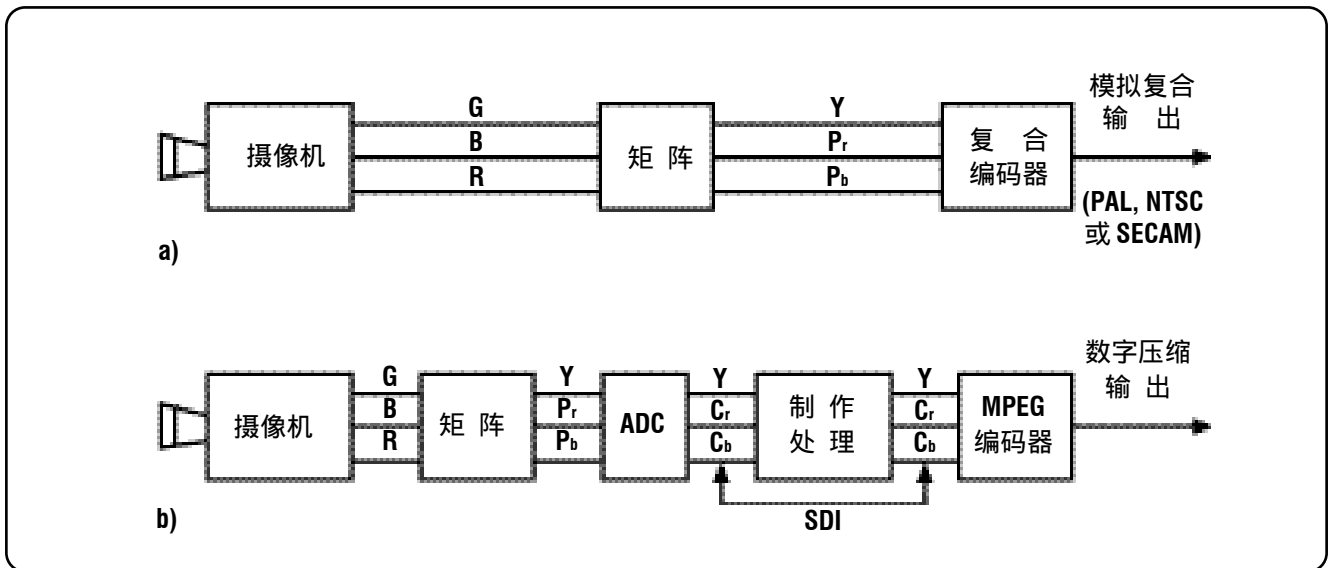 摄像机
G
B
R
矩 阵
Y
Pr
Pb
复 合
编码器
模拟复合
输 出
(PAL, NTSC
或 SECAM)
a)
摄像机
G
B
R
矩 阵
Y
Pr
Pb
ADC
Y
Cr
Cb
制 作
处 理
Y
Cr
Cb
MPEG
编码器
数字压缩
输 出
SDI
b)